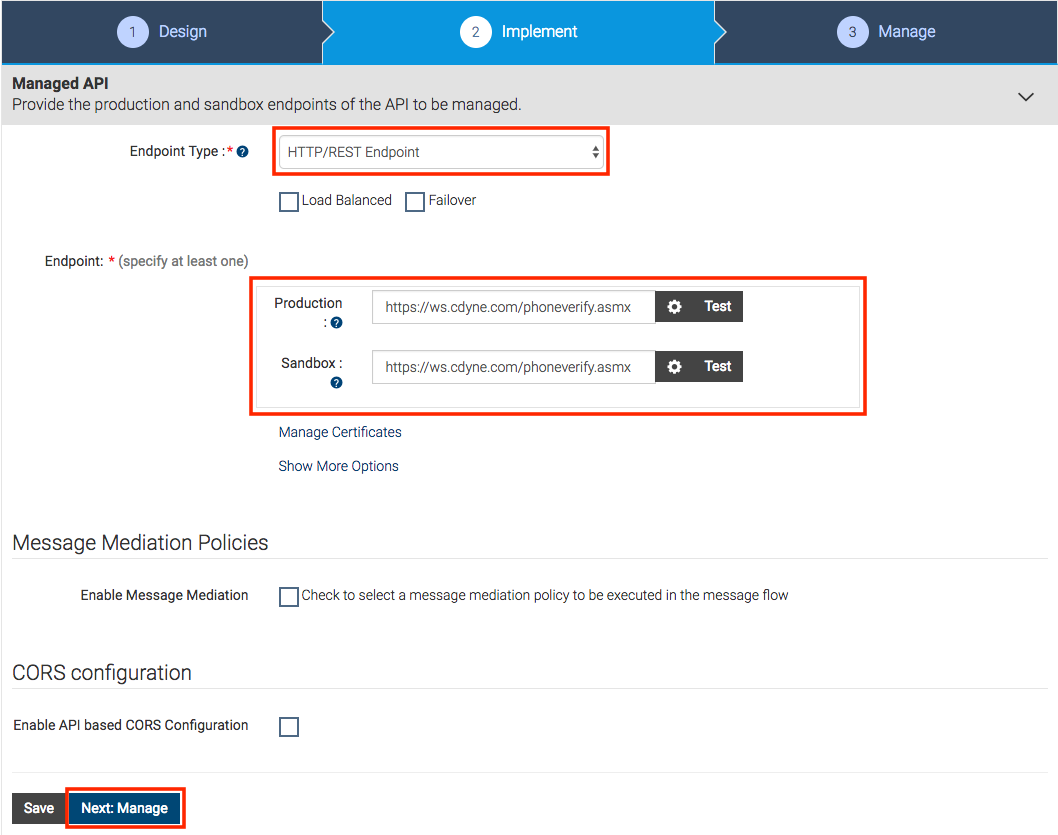 1 Design
2 Implement
3 Manage
Managed API
Provide the production and sandbox endpoints of the API to be managed.
Endpoint Type :* ?
HTTP/REST Endpoint
Load Balanced Failover
Endpoint: * (specify at least one)
Production
: ?
https://ws.cdyne.com/phoneverify.asmx
Test
Sandbox :
?
https://ws.cdyne.com/phoneverify.asmx
Test
Manage Certificates
Show More Options
Message Mediation Policies
Enable Message Mediation
Check to select a message mediation policy to be executed in the message flow
CORS configuration
Enable API based CORS Configuration
Save
Next: Manage